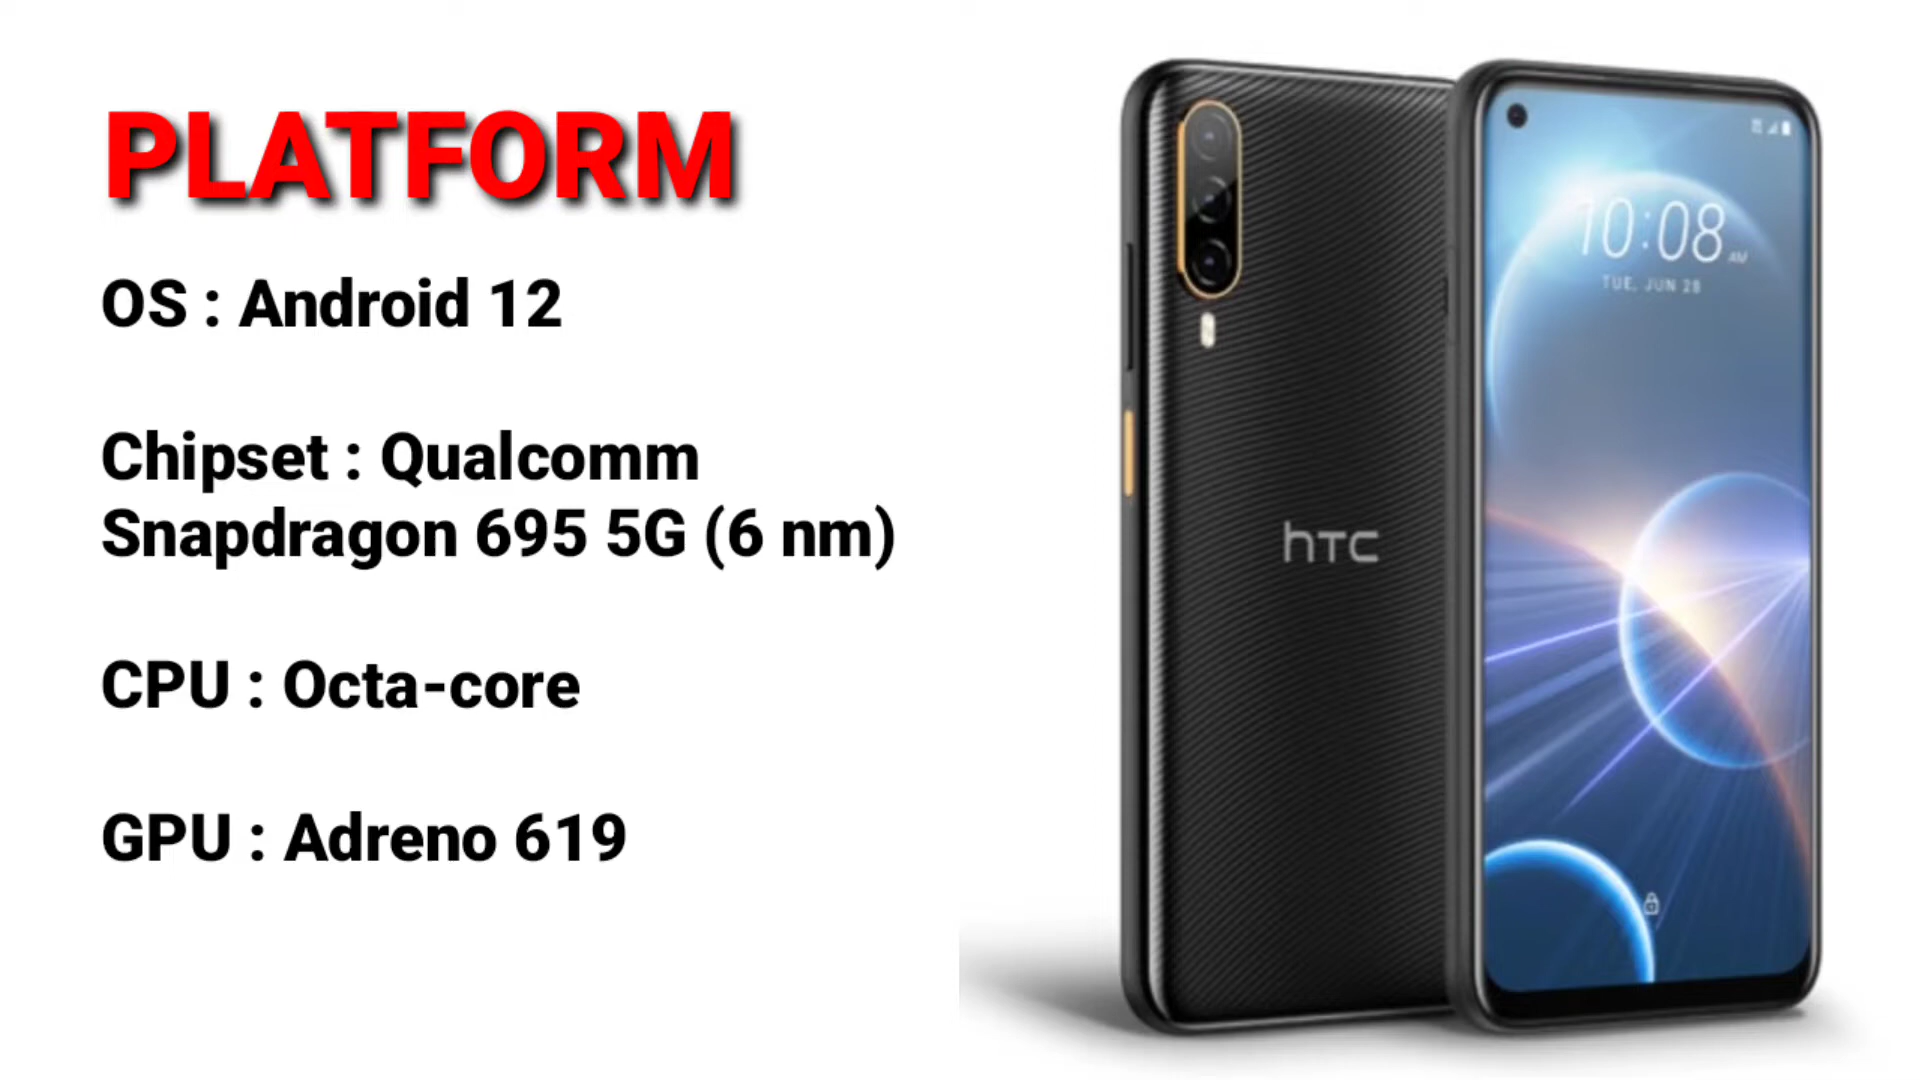 PLATFORM
OS : Android 12
Chipset : Qualcomm
Snapdragon 695 5G (6 nm)
CPU : Octa-core
GPU : Adreno 619
hTC
10:08 AM
TUE, JUN 28